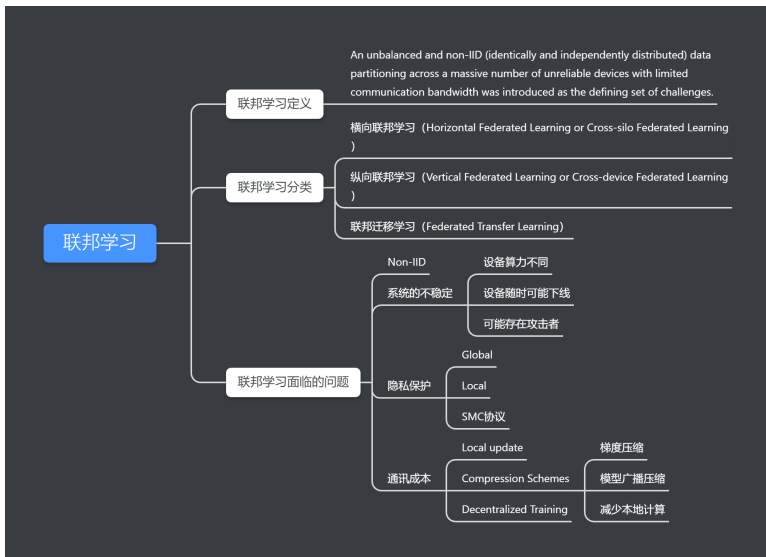 联邦学习
联邦学习定义
An unbalanced and non-IID (identically and independently distributed) data
partitioning across a massive number of unreliable devices with limited
communication bandwidth was introduced as the defining set of challenges.
联邦学习分类
横向联邦学习（Horizontal Federated Learning or Cross-silo Federated Learning
）
纵向联邦学习（Vertical Federated Learning or Cross-device Federated Learning
）
联邦迁移学习（Federated Transfer Learning）
联邦学习面临的问题
Non-IID
系统的不稳定
设备算力不同
设备随时可能下线
可能存在攻击者
隐私保护
Global
Local
SMC协议
通讯成本
Local update
Compression Schemes
梯度压缩
模型广播压缩
减少本地计算
Decentralized Training